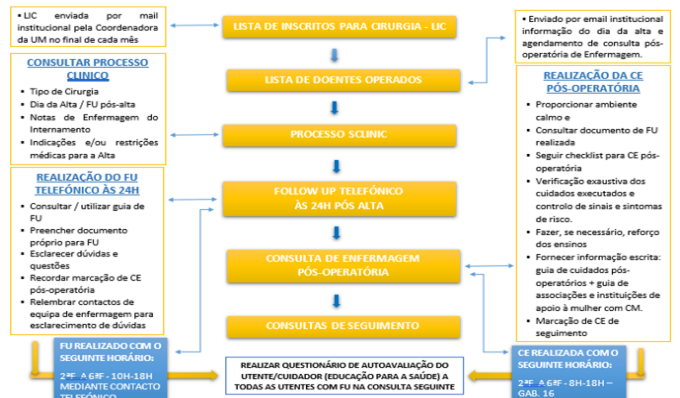 • LIC enviada por mail
institucional pela Coordenadora
da UM no final de cada mês
CONSULTAR PROCESSO
CLINICO
• Tipo de Cirurgia
• Dia da Alta / FU pós-alta
• Notas de Enfermagem do
Internamento
• Indicações e/ou restrições
médicas para a Alta
REALIZAÇÃO DO FU
TELEFÓNICO ÀS 24H
• Consultar / utilizar guia de
FU
• Preencher documento
próprio para FU
• Esclarecer dúvidas e
questões
• Recordar marcação de CE
pós-operatória
• Relembrar contactos de
equipa de enfermagem para
esclarecimento de dúvidas
FU REALIZADO COM O
SEGUINTE HORÁRIO:
2ªF A 6ªF - 10H-18H
MEDIANTE CONTACTO
TELEFÓNICO
LISTA DE INSCRITOS PARA CIRURGIA - LIC
LISTA DE DOENTES OPERADOS
PROCESSO SCLINIC
FOLLOW UP TELEFÓNICO
ÀS 24H PÓS ALTA
CONSULTA DE ENFERMAGEM
PÓS-OPERATÓRIA
CONSULTAS DE SEGUIMENTO
REALIZAR QUESTIONÁRIO DE AUTOAVALIAÇÃO DO
UTENTE/CUIDADOR (EDUCAÇÃO PARA A SAÚDE) A
TODAS AS UTENTES COM FU NA CONSULTA SEGUINTE
• Enviado por email institucional
informação do dia da alta e
agendamento de consulta pós-
operatória de Enfermagem.
REALIZAÇÃO DA CE
PÓS-OPERATÓRIA
• Proporcionar ambiente
calmo e
• Consultar documento de FU
realizada
• Seguir checklist para CE pós-
operatória
• Verificação exaustiva dos
cuidados executados e
controlo de sinais e sintomas
de risco.
• Fazer, se necessário, reforço
dos ensinos
• Fornecer informação escrita:
guia de cuidados pós-
operatórios + guia de
associações e instituições de
apoio à mulher com CM.
• Marcação de CE de
seguimento
CE REALIZADA COM O
SEGUINTE HORÁRIO:
2ªF A 6ªF - 8H-18H –
GAB. 16